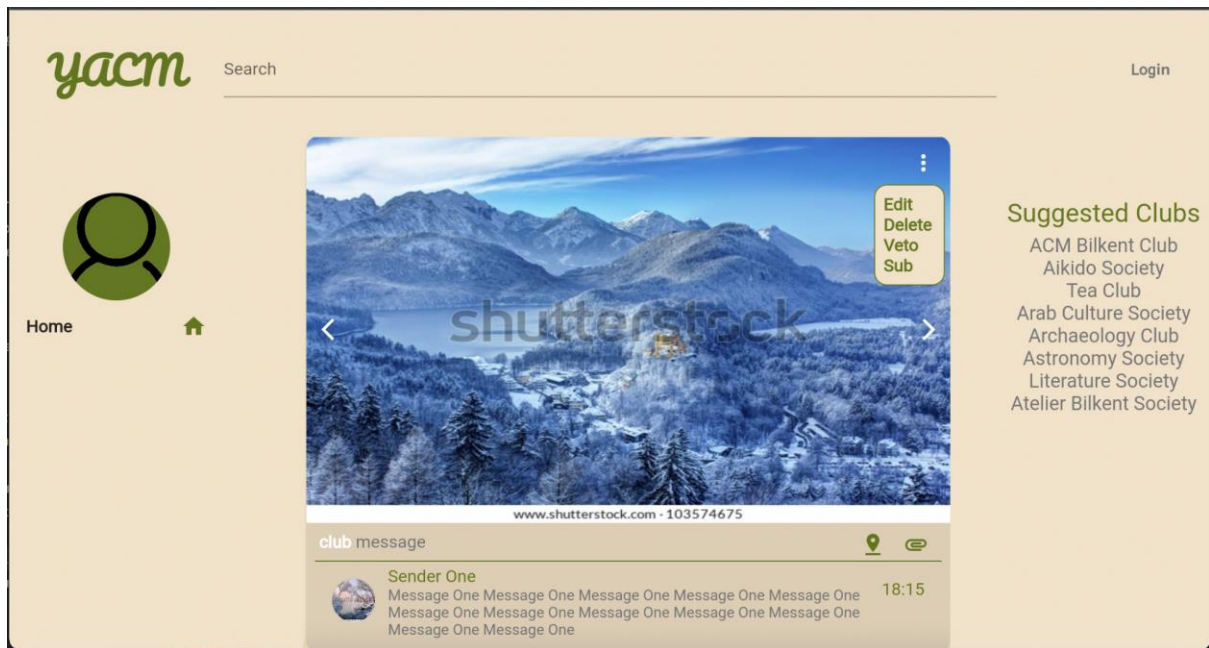 yacm
Search
Login
Edit
Delete
Veto
Sub
Suggested Clubs
ACM Bilkent Club
Aikido Society
Tea Club
Arab Culture Society
Archaeology Club
Astronomy Society
Literature Society
Atelier Bilkent Society
Home
shutterstock
www.shutterstock.com · 103574675
club message
Sender One
18:15
Message One Message One Message One Message One Message One
Message One Message One Message One Message One Message One
Message One Message One